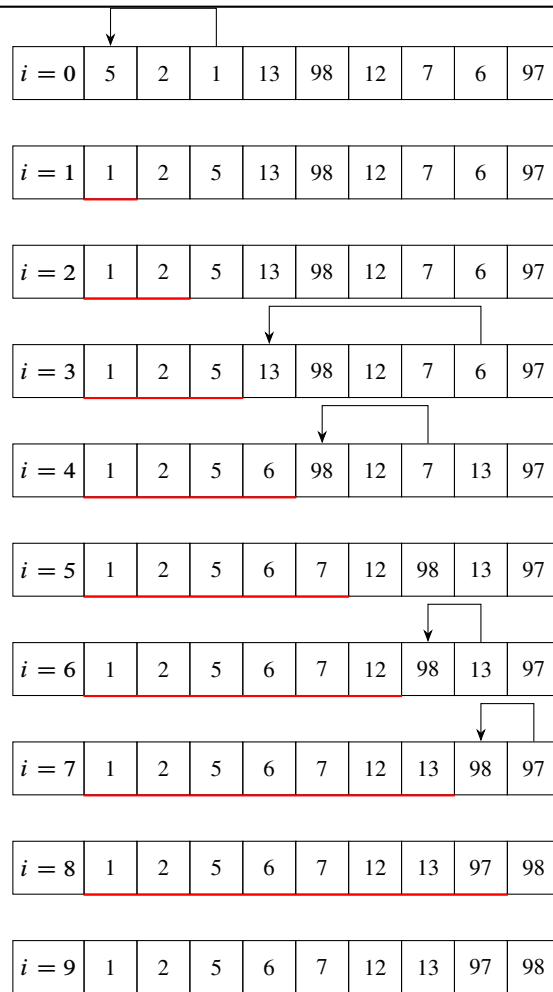 i = 0 5 2 1 13 98 12 7 6 97
i = 1 1 2 5 13 98 12 7 6 97
i = 2 1 2 5 13 98 12 7 6 97
i = 3 1 2 5 13 98 12 7 6 97
i = 4 1 2 5 6 98 12 7 13 97
i = 5 1 2 5 6 7 12 98 13 97
i = 6 1 2 5 6 7 12 98 13 97
i = 7 1 2 5 6 7 12 13 98 97
i = 8 1 2 5 6 7 12 13 97 98
i = 9 1 2 5 6 7 12 13 97 98